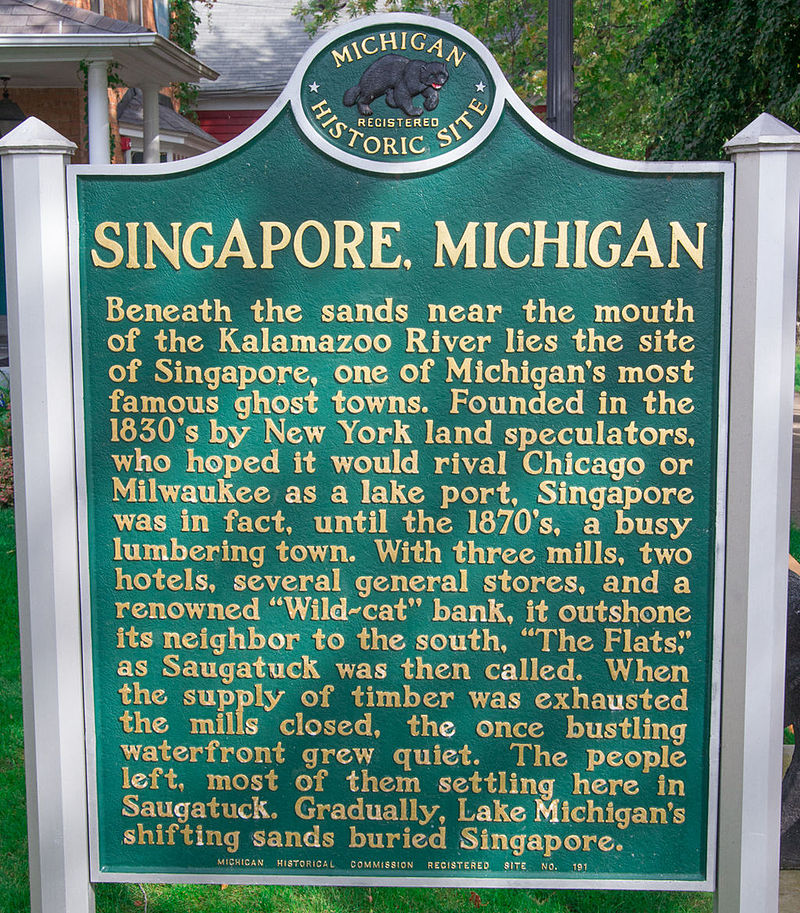 MICHIGAN
REGISTERED
HISTORIC SITE
SINGAPORE, MICHIGAN
Beneath the sands near the mouth
of the Kalamazoo River lies the site
of Singapore, one of Michigan's most
famous ghost towns. Founded in the
1830's by New York land speculators,
who hoped it would rival Chicago or
Milwaukee as a lake port, Singapore
was in fact, until the 1870's, a busy
lumbering town. With three mills, two
hotels, several general stores, and a
renowned "Wild-cat" bank, it outshone
its neighbor to the south, "The Flats,"
as Saugatuck was then called. When
the supply of timber was exhausted
the mills closed, the once bustling
waterfront grew quiet. The people
left, most of them settling here in
Saugatuck. Gradually, Lake Michigan's
shifting sands buried Singapore.
MICHIGAN HISTORICAL COMMISSION REGISTERED SITE NO. 191